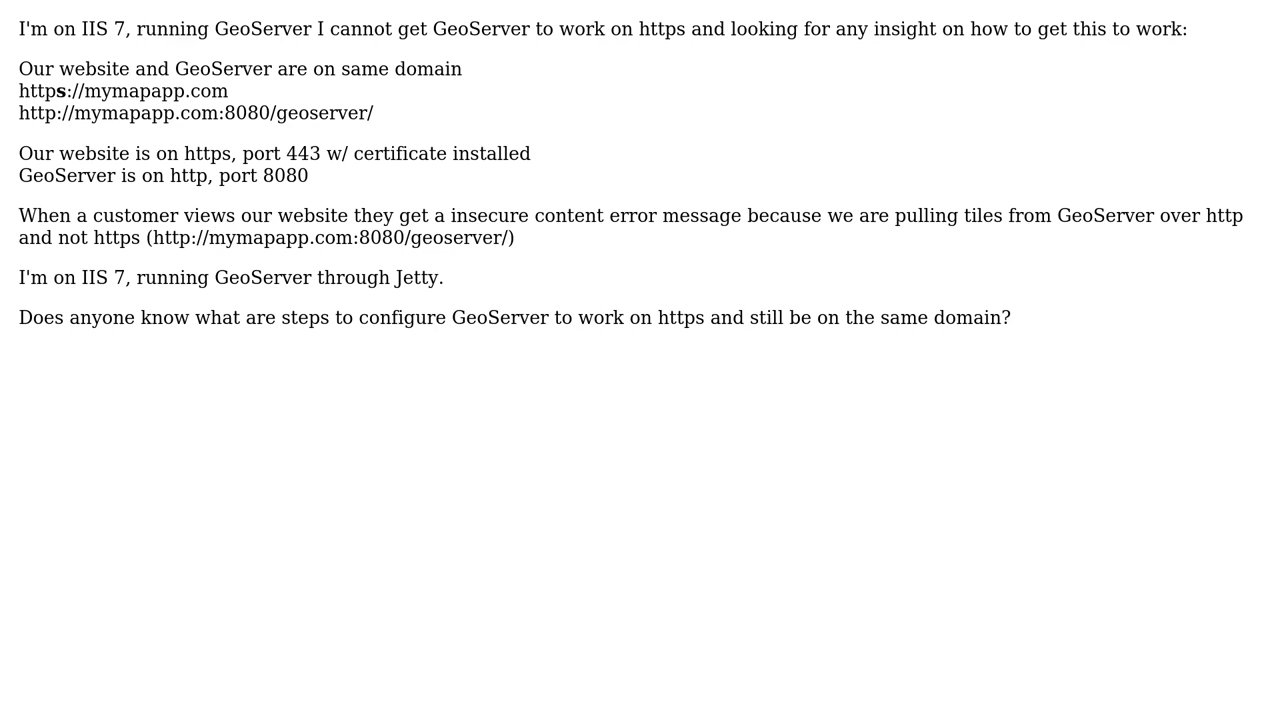 I'm on IIS 7, running GeoServer I cannot get GeoServer to work on https and looking for any insight on how to get this to work:
Our website and GeoServer are on same domain
https://mymapapp.com
http://mymapapp.com:8080/geoserver/
Our website is on https, port 443 w/ certificate installed
GeoServer is on http, port 8080
When a customer views our website they get a insecure content error message because we are pulling tiles from GeoServer over http
and not https (http://mymapapp.com:8080/geoserver/)
I'm on IIS 7, running GeoServer through Jetty.
Does anyone know what are steps to configure GeoServer to work on https and still be on the same domain?